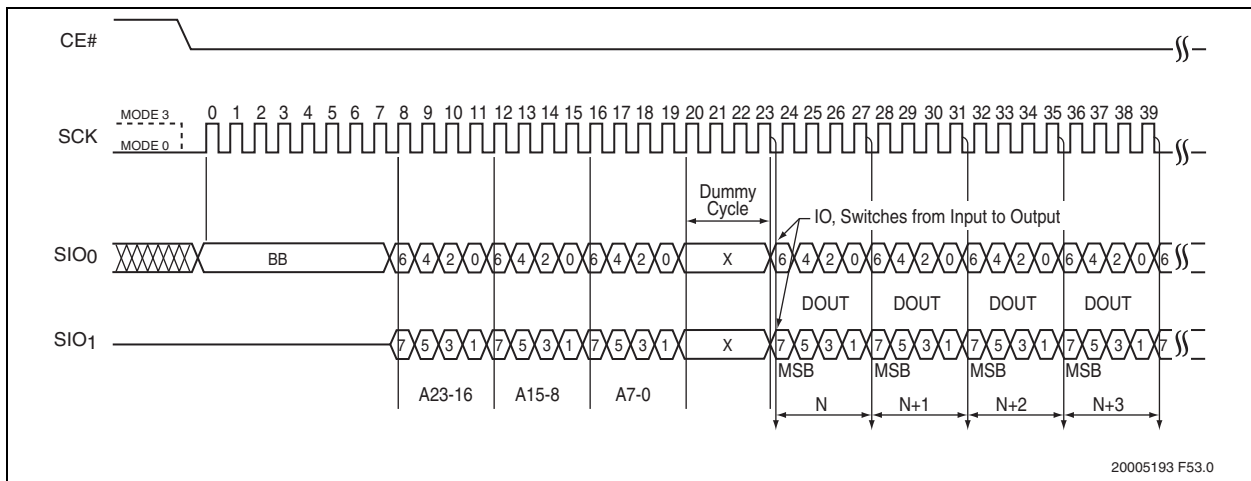 CE#
MODE 3
0 1 2 3 4 5 6 7 8 9 10 11 12 13 14 15 16 17 18 19 20 21 22 23 24 25 26 27 28 29 30 31 32 33 34 35 36 37 38 39
SCK
MODE 0
Dummy
Cycle
IO, Switches from Input to Output
SIO0
BB
6 4 2 0 6 4 2 0 6 4 2 0 X 6 4 2 0 6 4 2 0 6 4 2 0 6 4 2 0 6
DOUT DOUT DOUT DOUT
SIO1
7 5 3 1 7 5 3 1 7 5 3 1 X 7 5 3 1 7 5 3 1 7 5 3 1 7 5 3 1 7
MSB MSB MSB MSB
A23-16 A15-8 A7-0
N N+1 N+2 N+3
20005193 F53.0